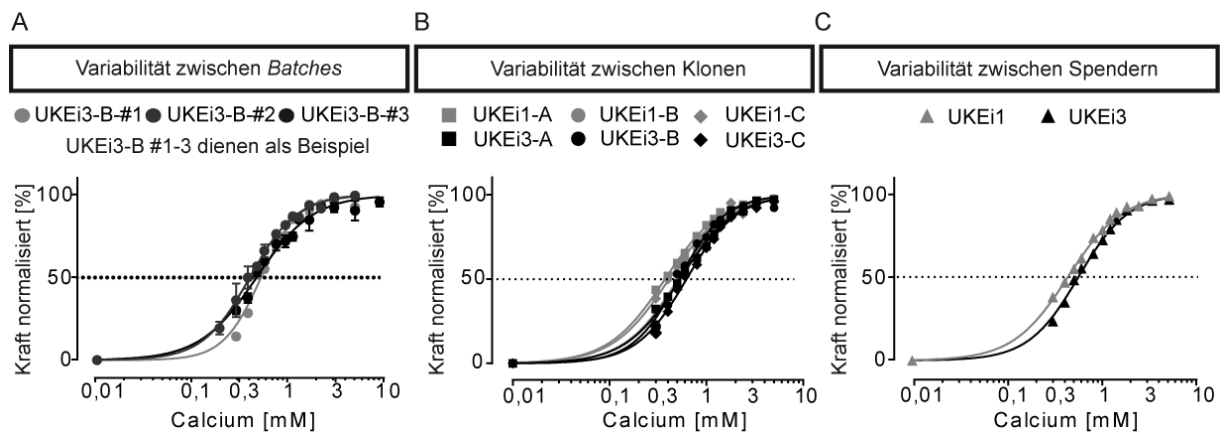 A
Variabilität zwischen Batches
UKEi3-B-#1 UKEi3-B-#2 UKEi3-B-#3
UKEi3-B #1-3 dienen als Beispiel
Kraft normalisiert [%]
100
50
0
0,01 0,1 0,3 1 3 10
Calcium [mM]
B
Variabilität zwischen Klonen
UKEi1-A UKEi1-B UKEi1-C
UKEi3-A UKEi3-B UKEi3-C
Kraft normalisiert [%]
100
50
0
0,01 0,1 0,3 1 3 10
Calcium [mM]
C
Variabilität zwischen Spendern
UKEi1 UKEi3
Kraft normalisiert [%]
100
50
0
0,01 0,1 0,3 1 3 10
Calcium [mM]